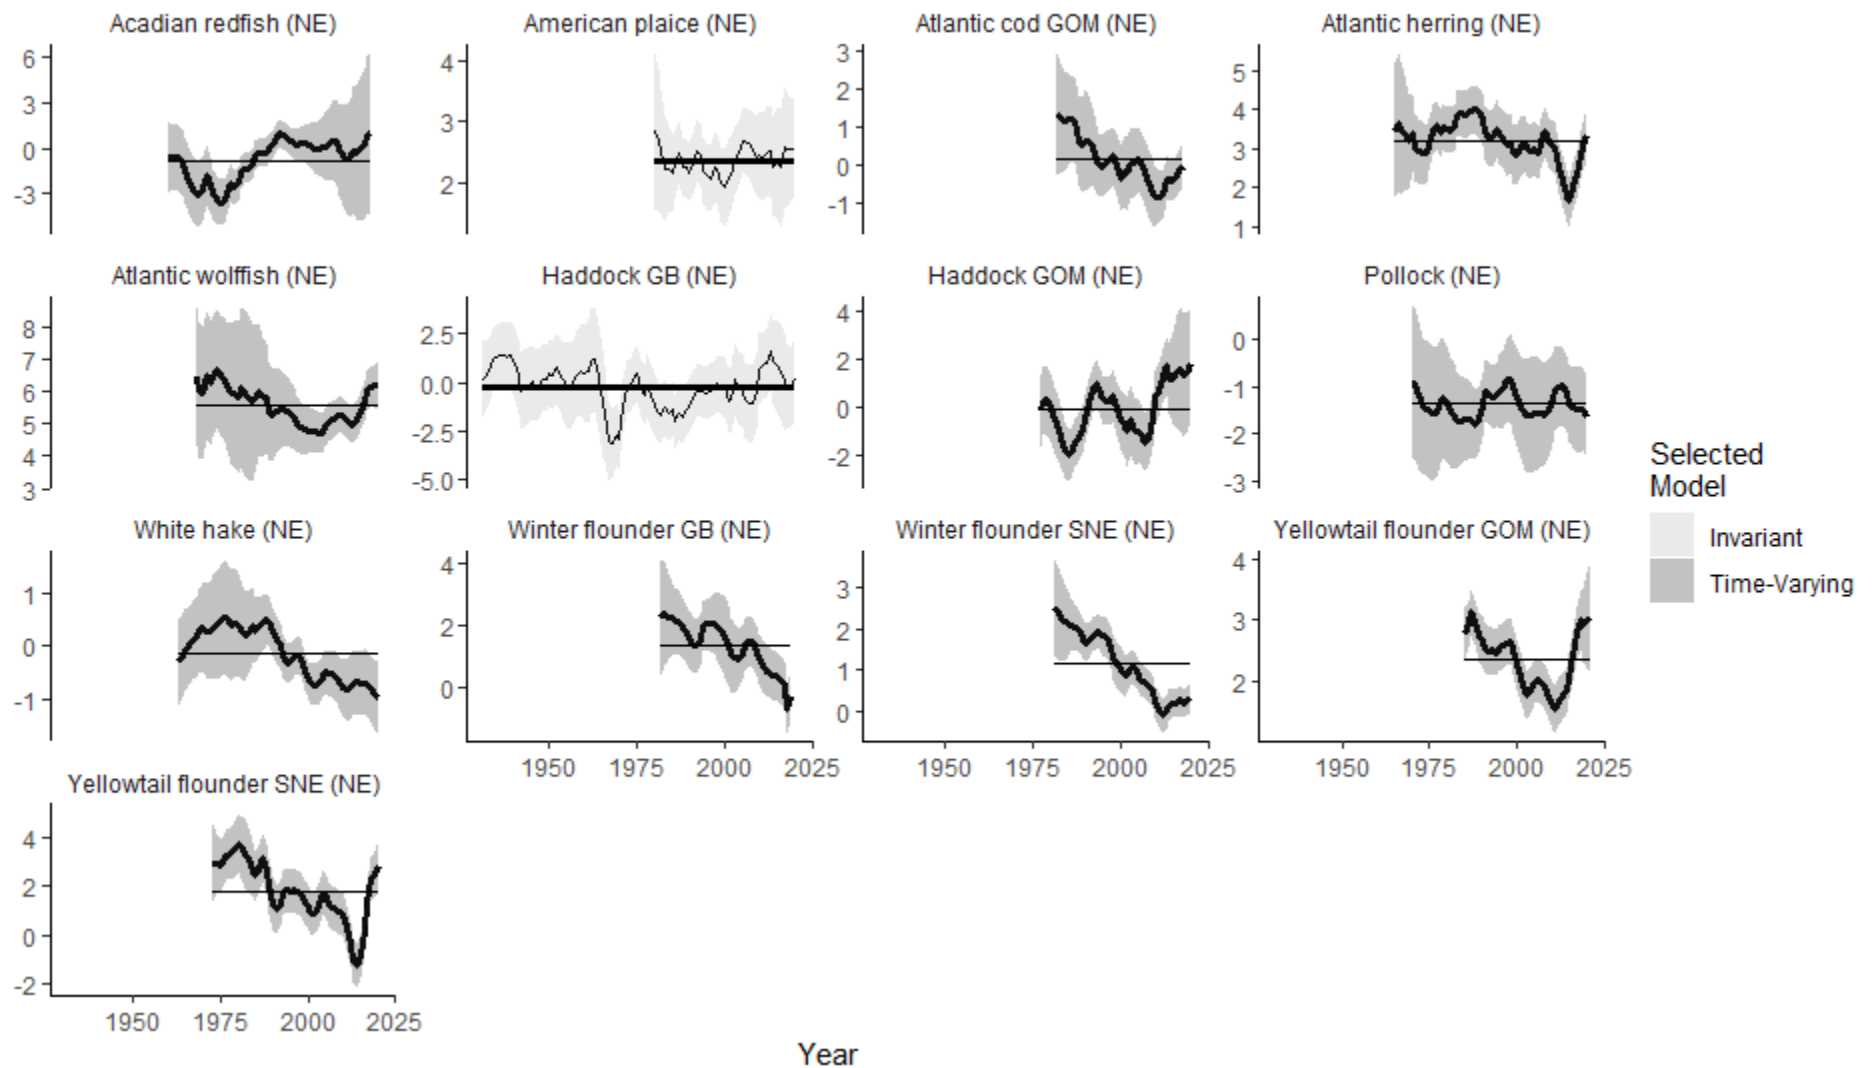 Acadian redfish (NE)
American plaice (NE)
Atlantic cod GOM (NE)
Atlantic herring (NE)
6
3
0
-3
4
3
2
3
2
1
0
-1
5
4
3
2
1
Atlantic wolffish (NE)
Haddock GB (NE)
Haddock GOM (NE)
Pollock (NE)
8
7
6
5
4
3
2.5
0.0
-2.5
-5.0
4
2
0
-2
0
-1
-2
-3
Selected
Model
Invariant
Time-Varying
White hake (NE)
Winter flounder GB (NE)
Winter flounder SNE (NE)
Yellowtail flounder GOM (NE)
1
0
-1
4
2
0
3
2
1
0
4
3
2
1950 1975 2000 2025
1950 1975 2000 2025
1950 1975 2000 2025
Yellowtail flounder SNE (NE)
4
2
0
-2
1950 1975 2000 2025
Year